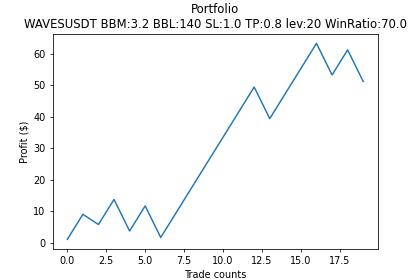 Portfolio
WAVESUSDT BBM:3.2 BBL:140 SL:1.0 TP:0.8 lev:20 WinRatio:70.0
60
50
40
30
20
10
0
Profit ($)
0.0 2.5 5.0 7.5 10.0 12.5 15.0 17.5
Trade counts